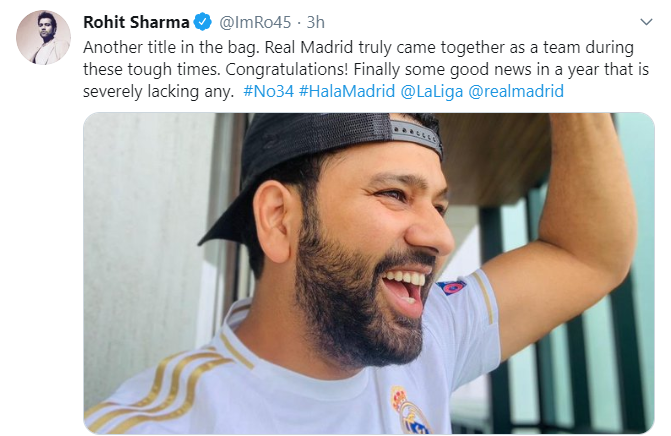 Rohit Sharma @ImRo45 · 3h
Another title in the bag. Real Madrid truly came together as a team during
these tough times. Congratulations! Finally some good news in a year that is
severely lacking any. #No34 #HalaMadrid @LaLiga @realmadrid